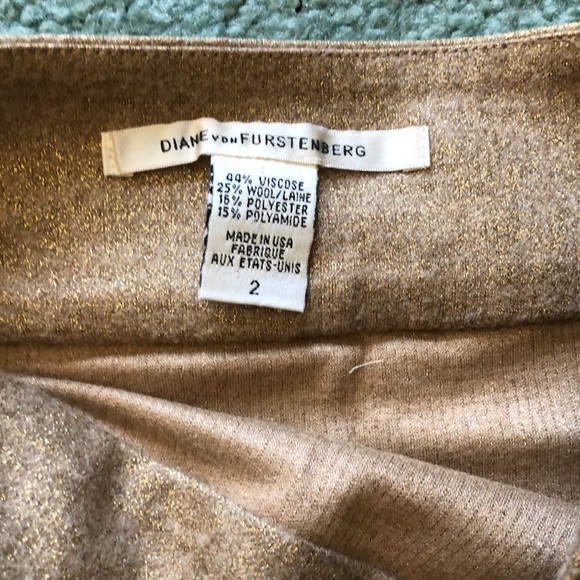 DIANE VON FURSTENBERG
44% VISCOSE
25% WOOL/LAINE
16% POLYESTER
15% POLYAMIDE
MADE IN USA
FABRIQUE
AUX ETATS-UNIS
2